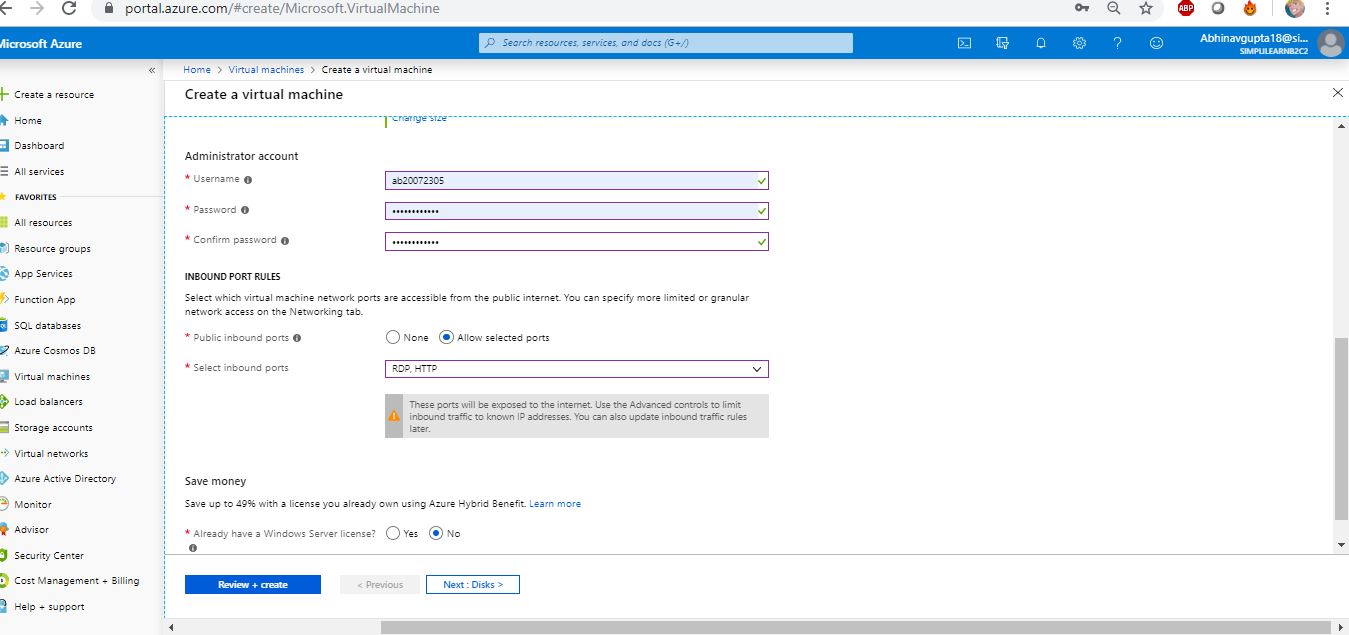 portal.azure.com/#create/Microsoft.VirtualMachine
ABP
Microsoft Azure
Search resources, services, and docs (G+/)
Abhinavgupta18@si...
SIMPLILEARNB2C2
Home > Virtual machines > Create a virtual machine
Create a virtual machine
Create a resource
Home
Dashboard
All services
FAVORITES
All resources
Resource groups
App Services
Function App
SQL databases
Azure Cosmos DB
Virtual machines
Load balancers
Storage accounts
Virtual networks
Azure Active Directory
Monitor
Advisor
Security Center
Cost Management + Billing
Help + support
Change size
Administrator account
* Username
ab20072305
* Password
••••••••••••
* Confirm password
••••••••••••
INBOUND PORT RULES
Select which virtual machine network ports are accessible from the public internet. You can specify more limited or granular
network access on the Networking tab.
* Public inbound ports
None
Allow selected ports
* Select inbound ports
RDP, HTTP
These ports will be exposed to the internet. Use the Advanced controls to limit
inbound traffic to known IP addresses. You can also update inbound traffic rules
later.
Save money
Save up to 49% with a license you already own using Azure Hybrid Benefit. Learn more
* Already have a Windows Server license?
Yes
No
Review + create
< Previous
Next : Disks >